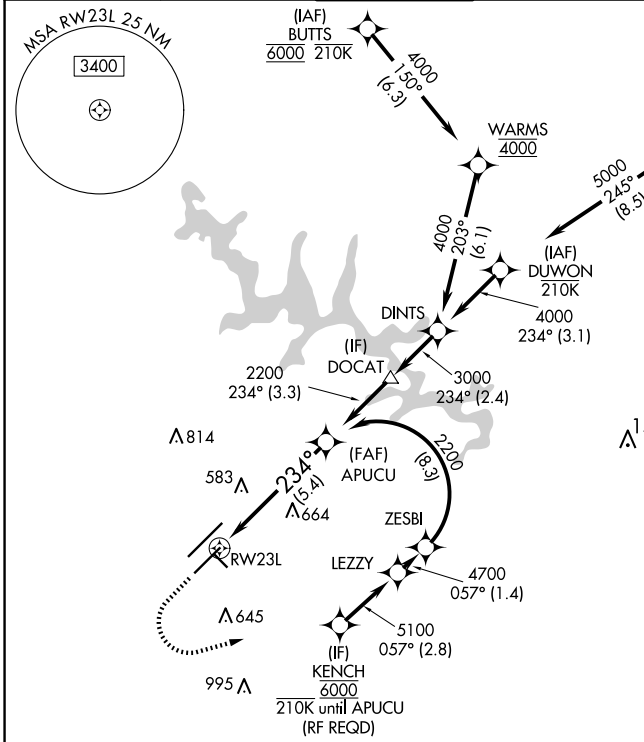 MSA RW23L 25 NM
3400
(IAF)
BUTTS
6000 210K
4000
150°
(6.3)
WARMS
4000
5000
245°
(8.5)
4000
203°
(6.1)
(IAF)
DUWON
210K
4000
234° (3.1)
DINTS
(IF)
DOCAT
3000
234° (2.4)
2200
234° (3.3)
814
(FAF)
APUCU
2200
(8.3)
583
234°
(5.4)
664
ZESBI
RW23L
LEZZY
4700
057° (1.4)
645
5100
057° (2.8)
(IF)
KENCH
6000
210K until APUCU
(RF REQD)
995